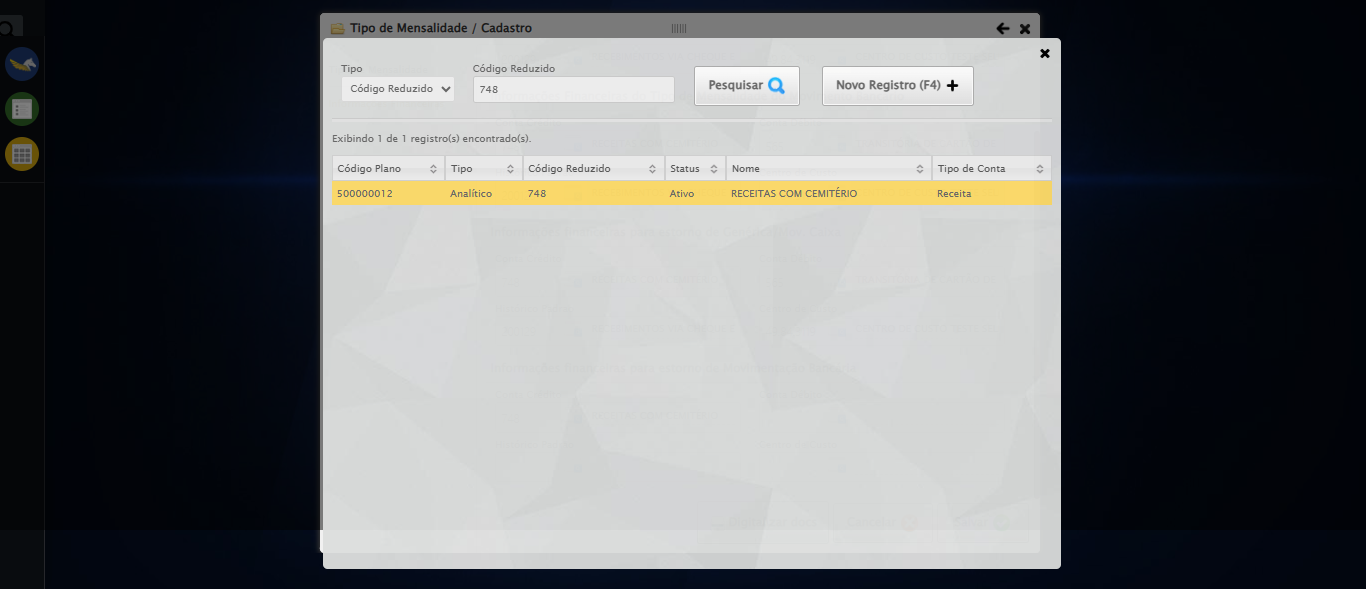 Tipo de Mensalidade / Cadastro
Tipo
Código Reduzido
Código Reduzido
748
Pesquisar
Novo Registro (F4)
Exibindo 1 de 1 registro(s) encontrado(s).
Código Plano Tipo Código Reduzido Status Nome Tipo de Conta
500000012 Analítico 748 Ativo RECEITAS COM CEMITÉRIO Receita